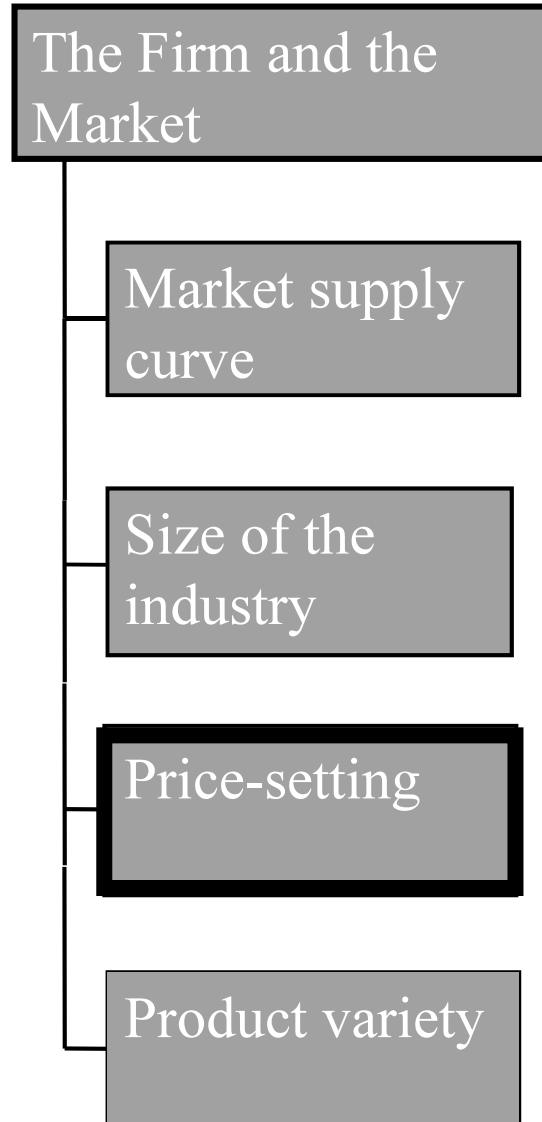 The Firm and the
Market
Market supply
curve
Size of the
industry
Price-setting
Product variety